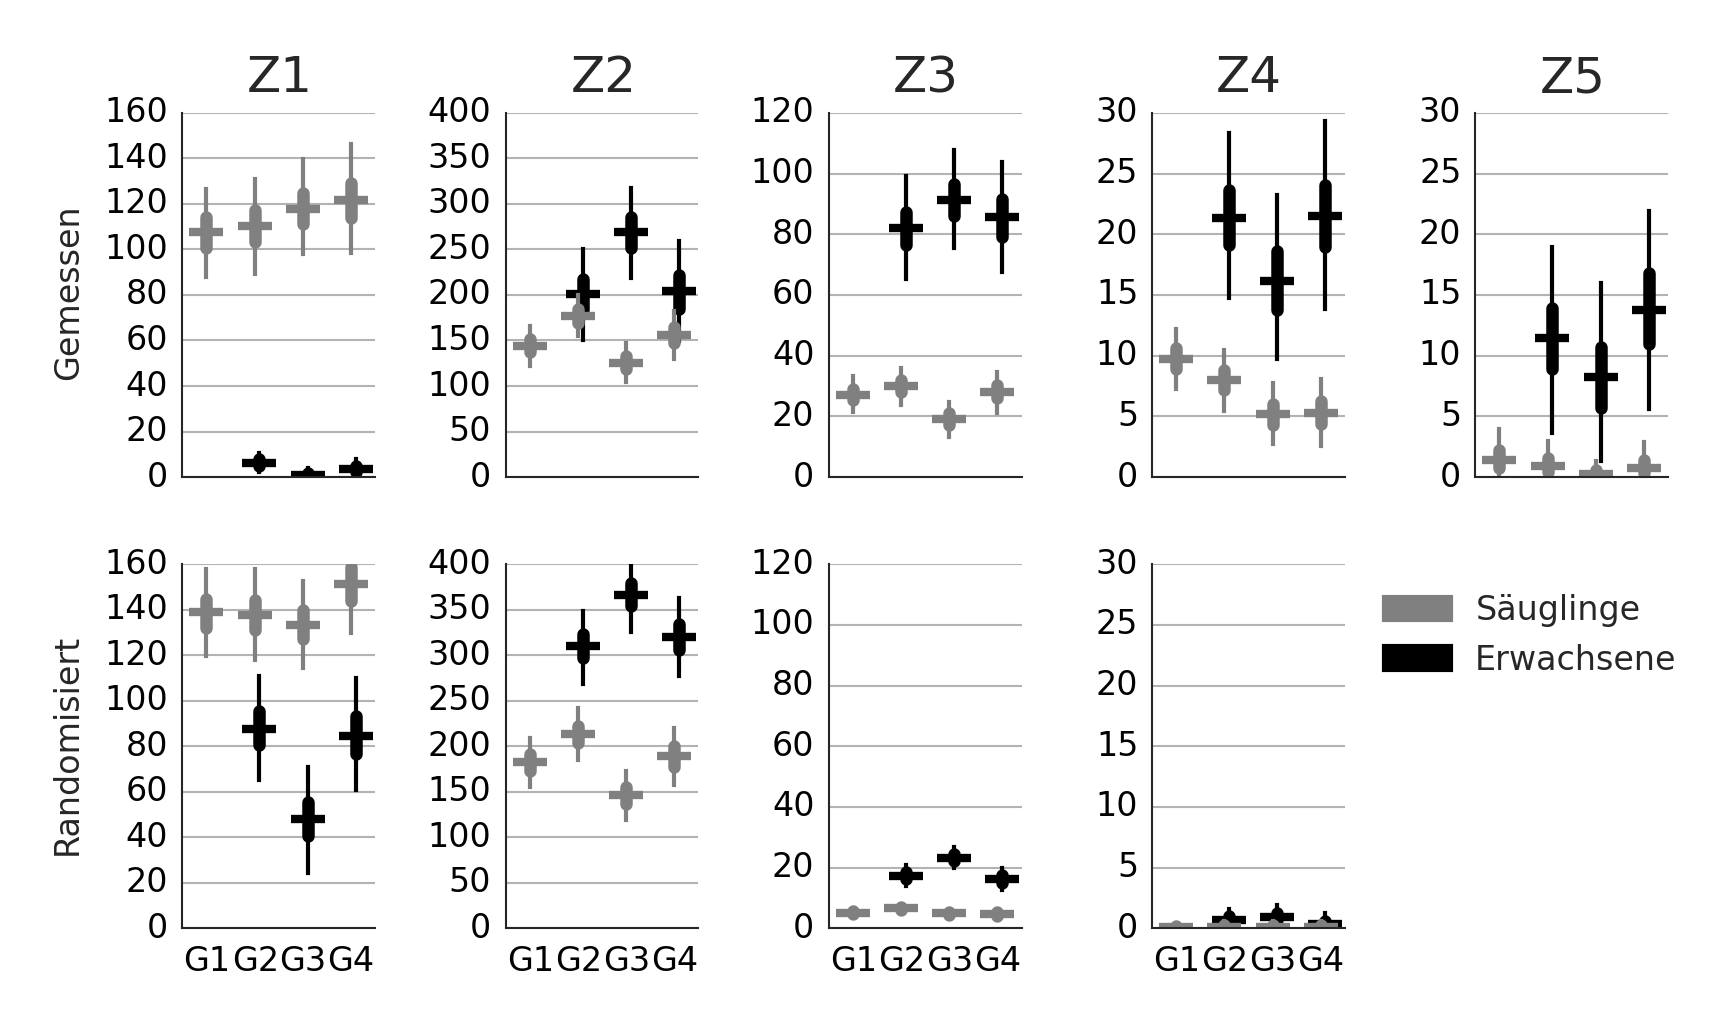 Z1 Z2 Z3 Z4 Z5
Gemessen
160 400 120 30 30
140 350 100 25 25
120 300 80 20 20
100 250 60 15 15
80 200 40 10 10
60 150 20 5 5
40 100 0 0 0
20 50
0 0
Randomisiert
160 400 120 30
140 350 100 25
120 300 80 20
100 250 60 15
80 200 40 10
60 150 20 5
40 100 0 0
20 50
0 0
Säuglinge
Erwachsene
G1 G2 G3 G4 G1 G2 G3 G4 G1 G2 G3 G4 G1 G2 G3 G4